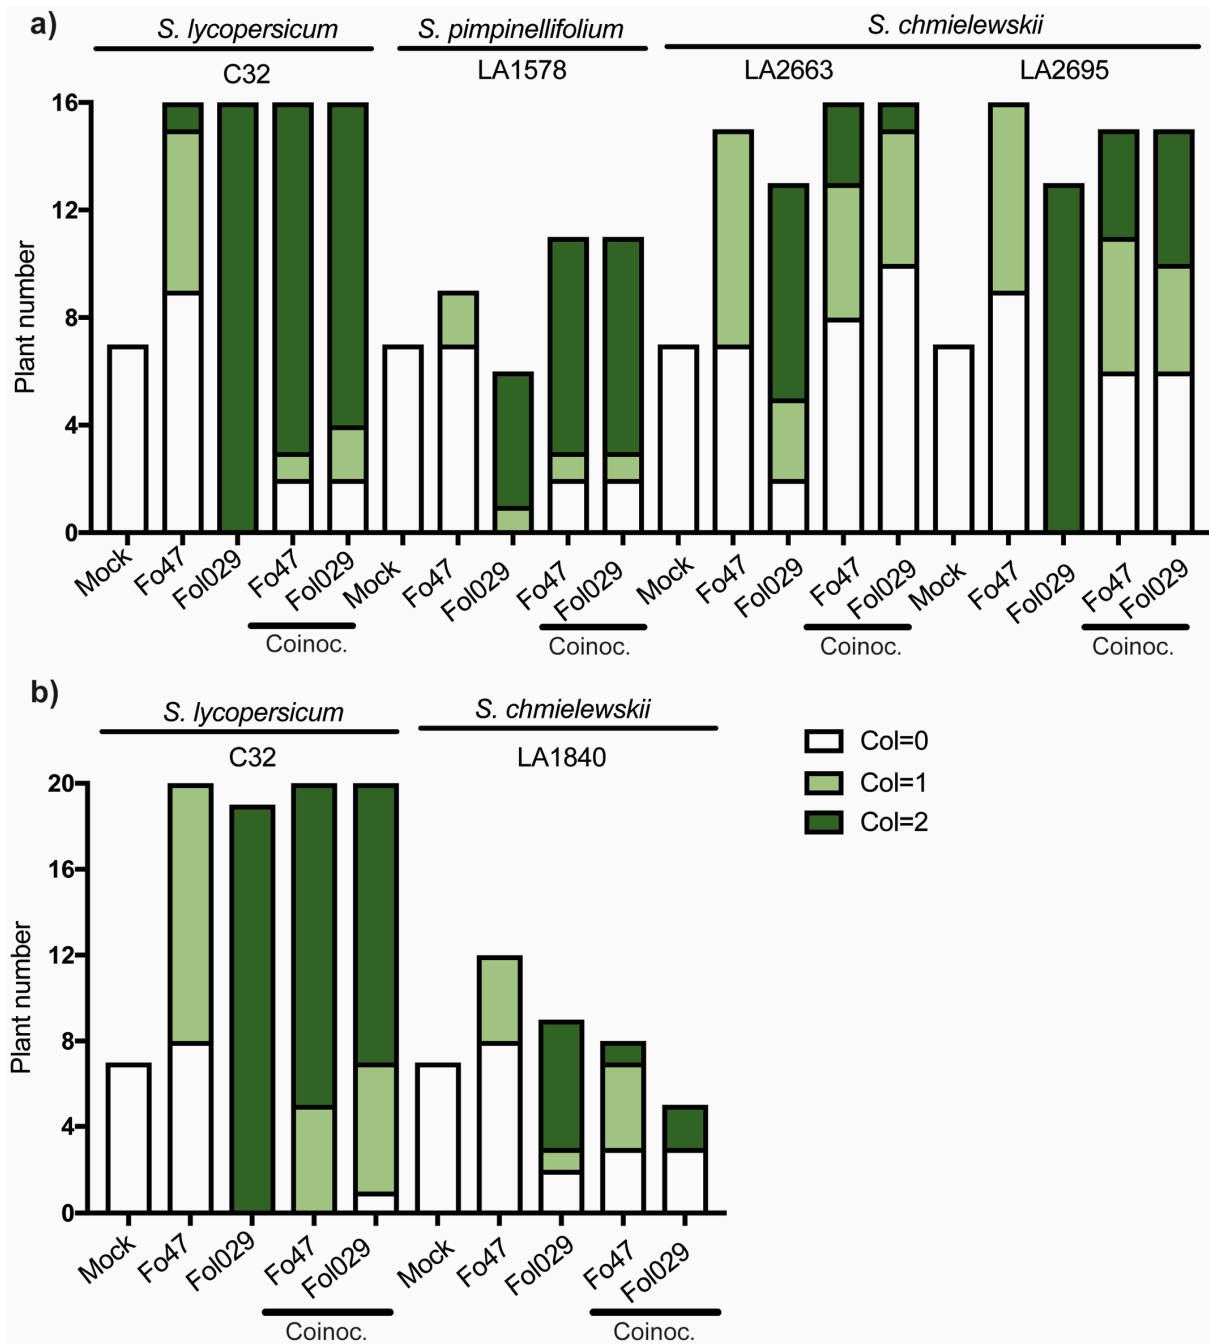 a)
S. lycopersicum S. pimpinellifolium S. chmielewskii
C32 LA1578 LA2663 LA2695
Plant number
16
12
8
4
0
Mock Fo47 Fol029 Fo47 Fol029 Mock Fo47 Fol029 Fo47 Fol029 Mock Fo47 Fol029 Fo47 Fol029 Mock Fo47 Fol029 Fo47 Fol029
Coinoc. Coinoc. Coinoc. Coinoc.
b)
S. lycopersicum S. chmielewskii
C32 LA1840
Col=0
Col=1
Col=2
Plant number
20
16
12
8
4
0
Mock Fo47 Fol029 Fo47 Fol029 Mock Fo47 Fol029 Fo47 Fol029
Coinoc. Coinoc.